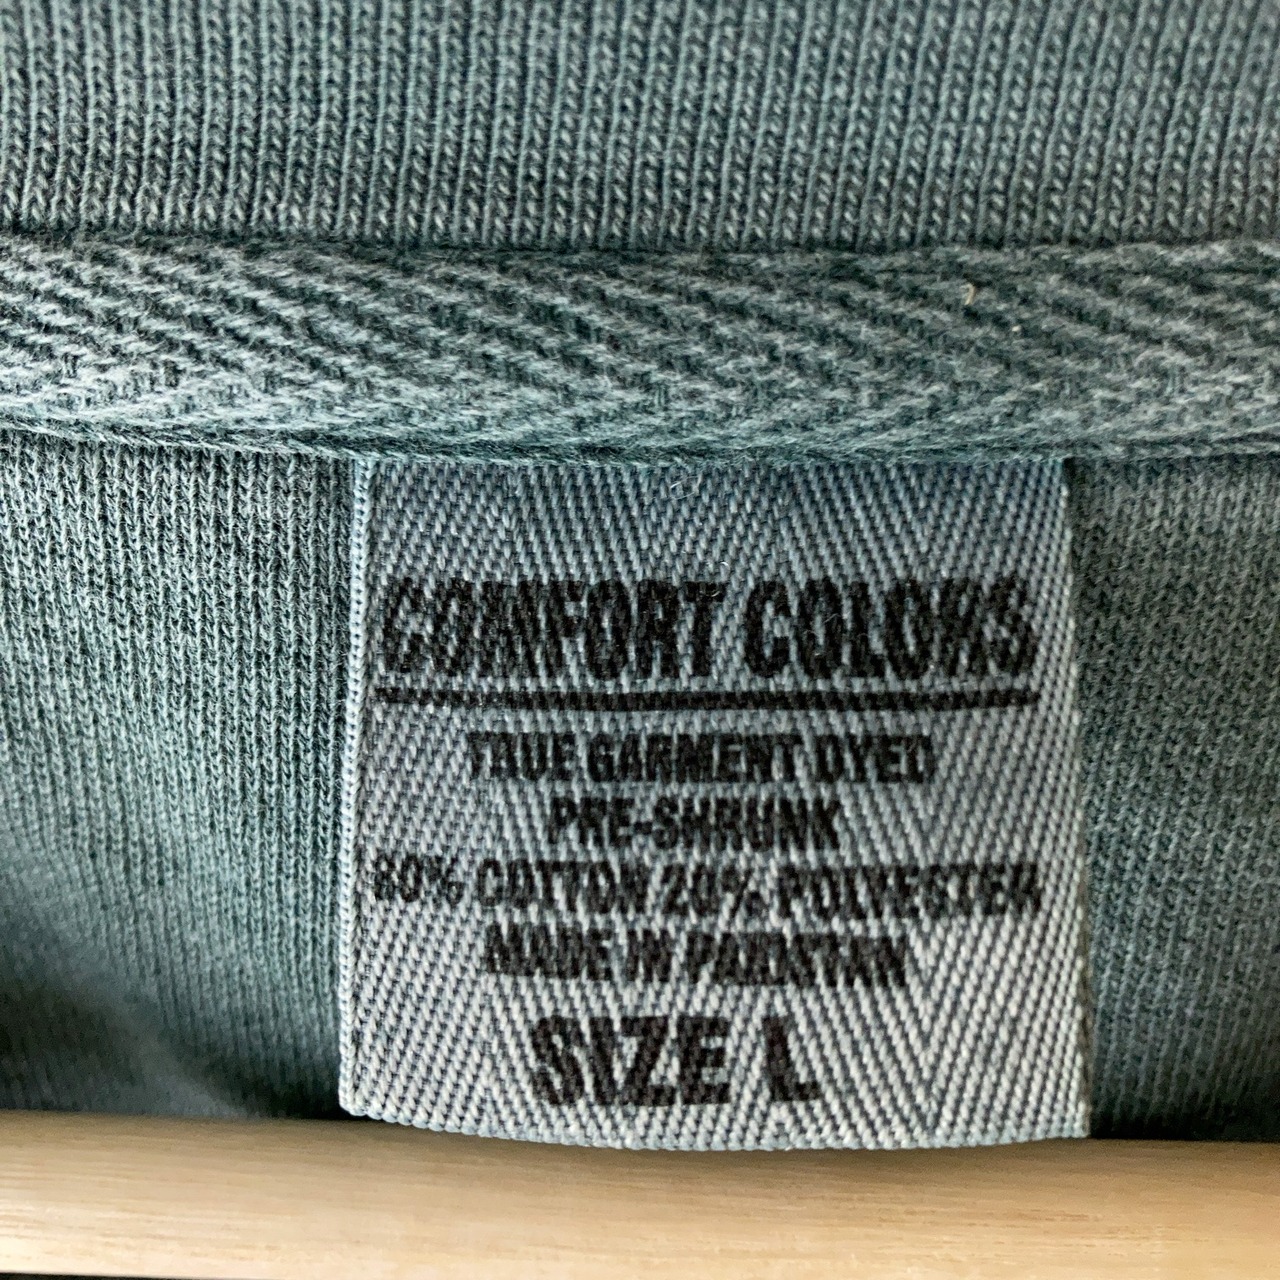 COMFORT COLORS
TRUE GARMENT DYED
PRE-SHRUNK
80% COTTON 20% POLYESTER
MADE IN PAKISTAN
SIZE L